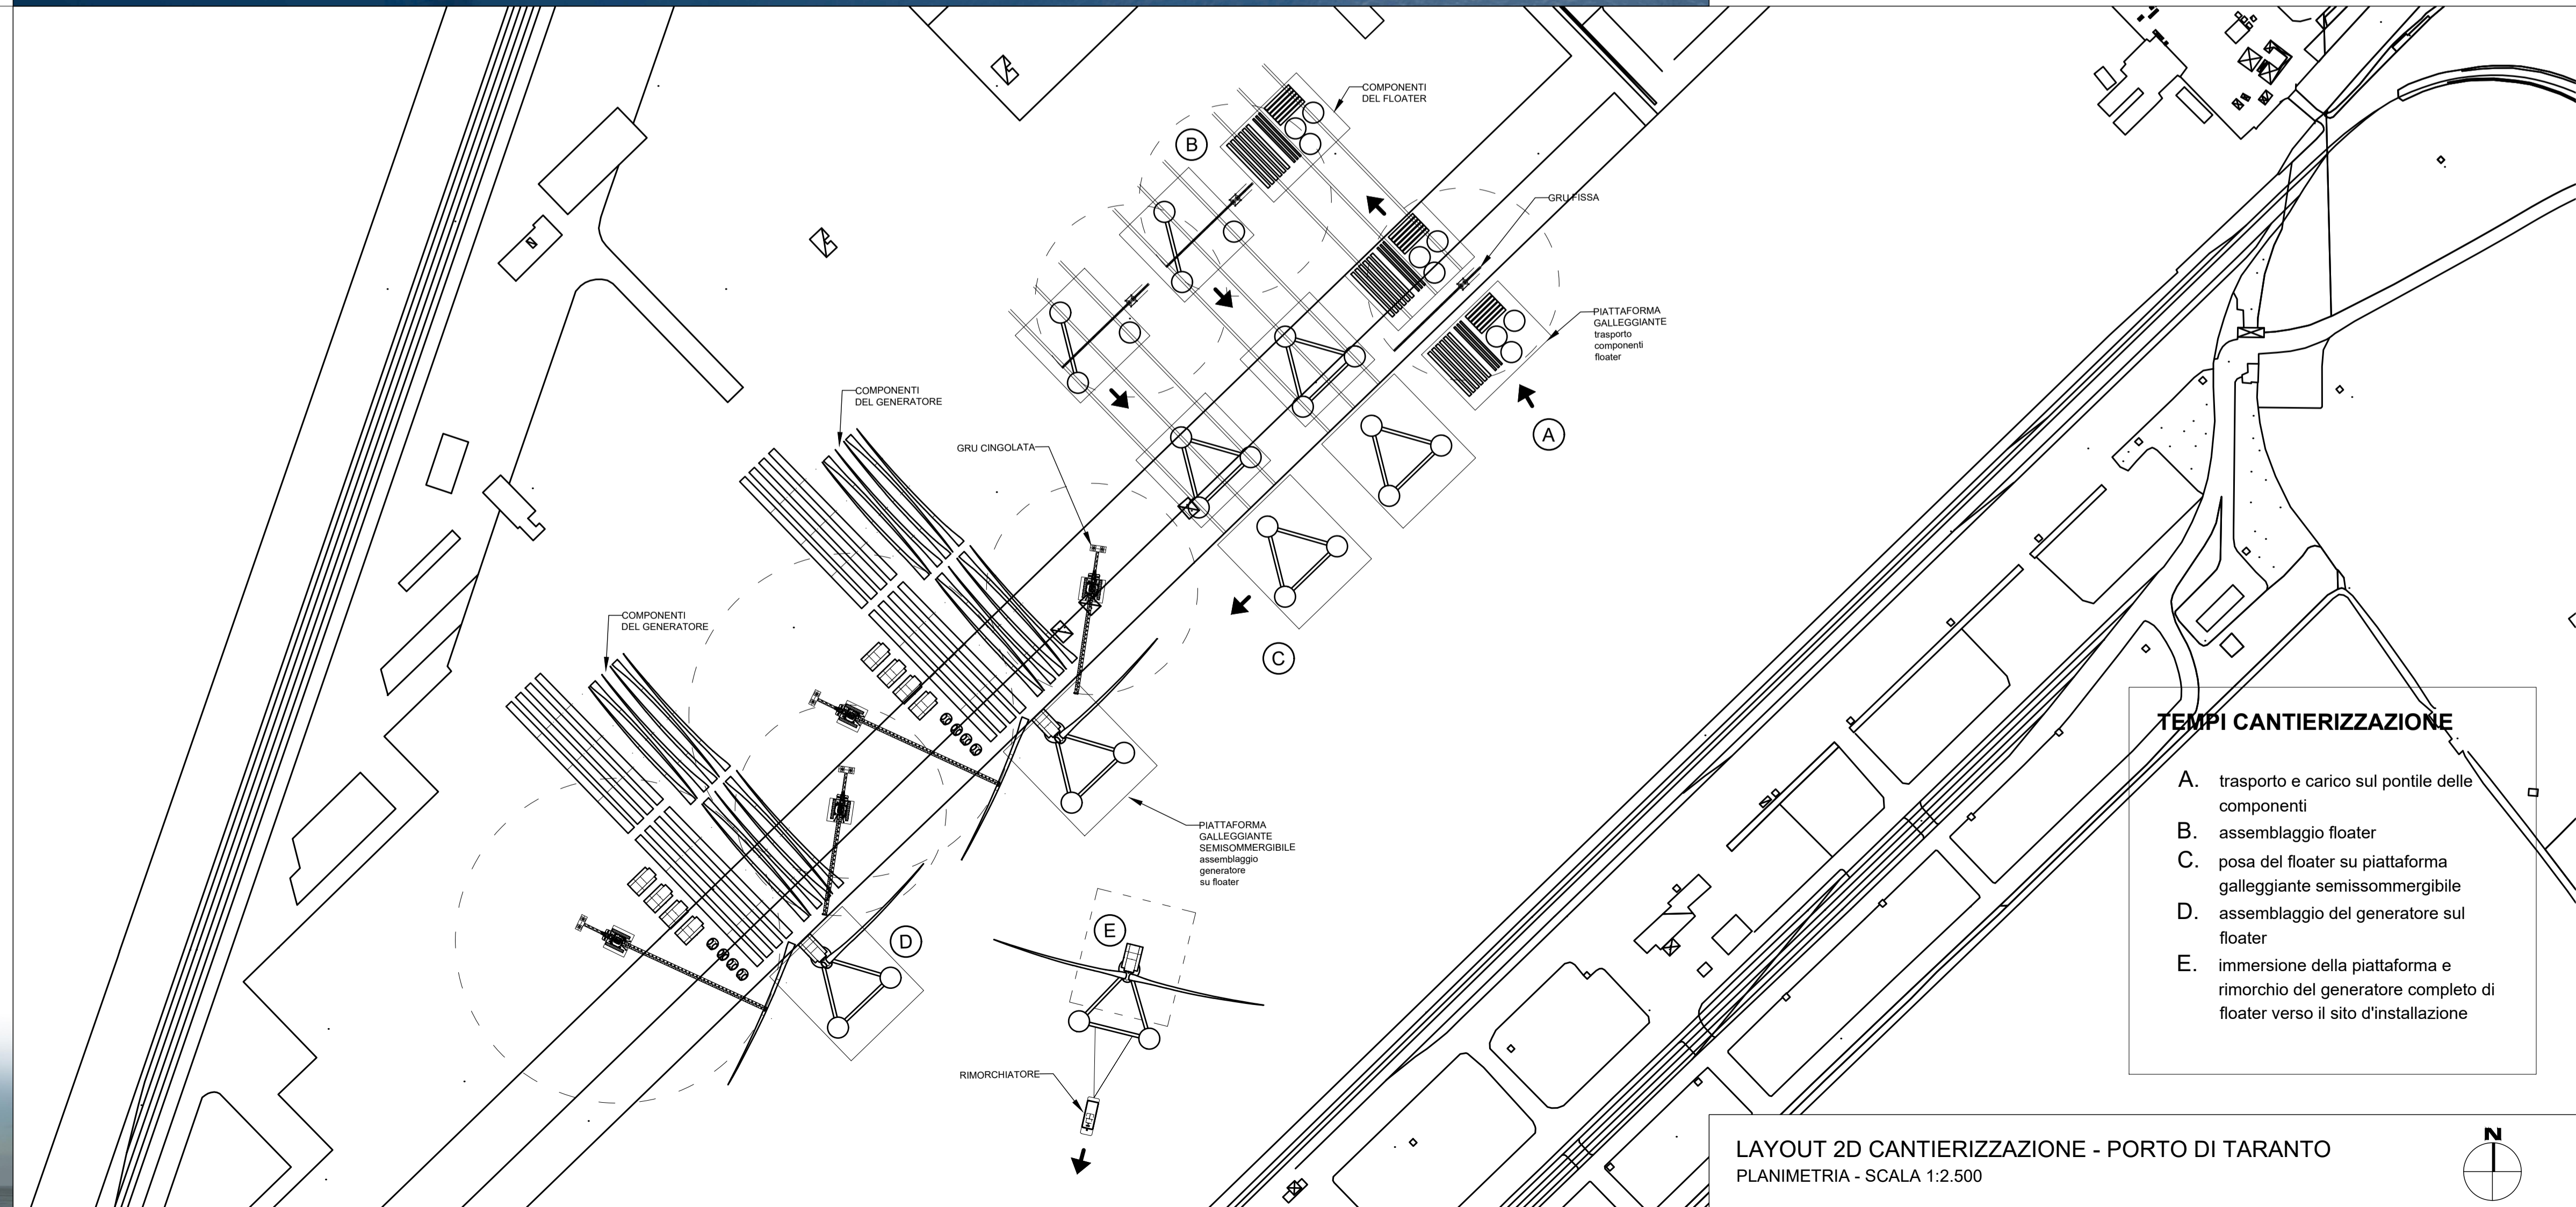 COMPONENTI
DEL FLOATER
B
GRU FISSA
PIATTAFORMA
GALLEGGIANTE
trasporto
componenti
floater
A
COMPONENTI
DEL GENERATORE
GRU CINGOLATA
C
COMPONENTI
DEL GENERATORE
PIATTAFORMA
GALLEGGIANTE
SEMISOMMERGIBILE
assemblaggio
generatore
su floater
D
E
RIMORCHIATORE
TEMPI CANTIERIZZAZIONE
A. trasporto e carico sul pontile delle
componenti
B. assemblaggio floater
C. posa del floater su piattaforma
galleggiante semissommergibile
D. assemblaggio del generatore sul
floater
E. immersione della piattaforma e
rimorchio del generatore completo di
floater verso il sito d'installazione
LAYOUT 2D CANTIERIZZAZIONE - PORTO DI TARANTO
PLANIMETRIA - SCALA 1:2.500
N